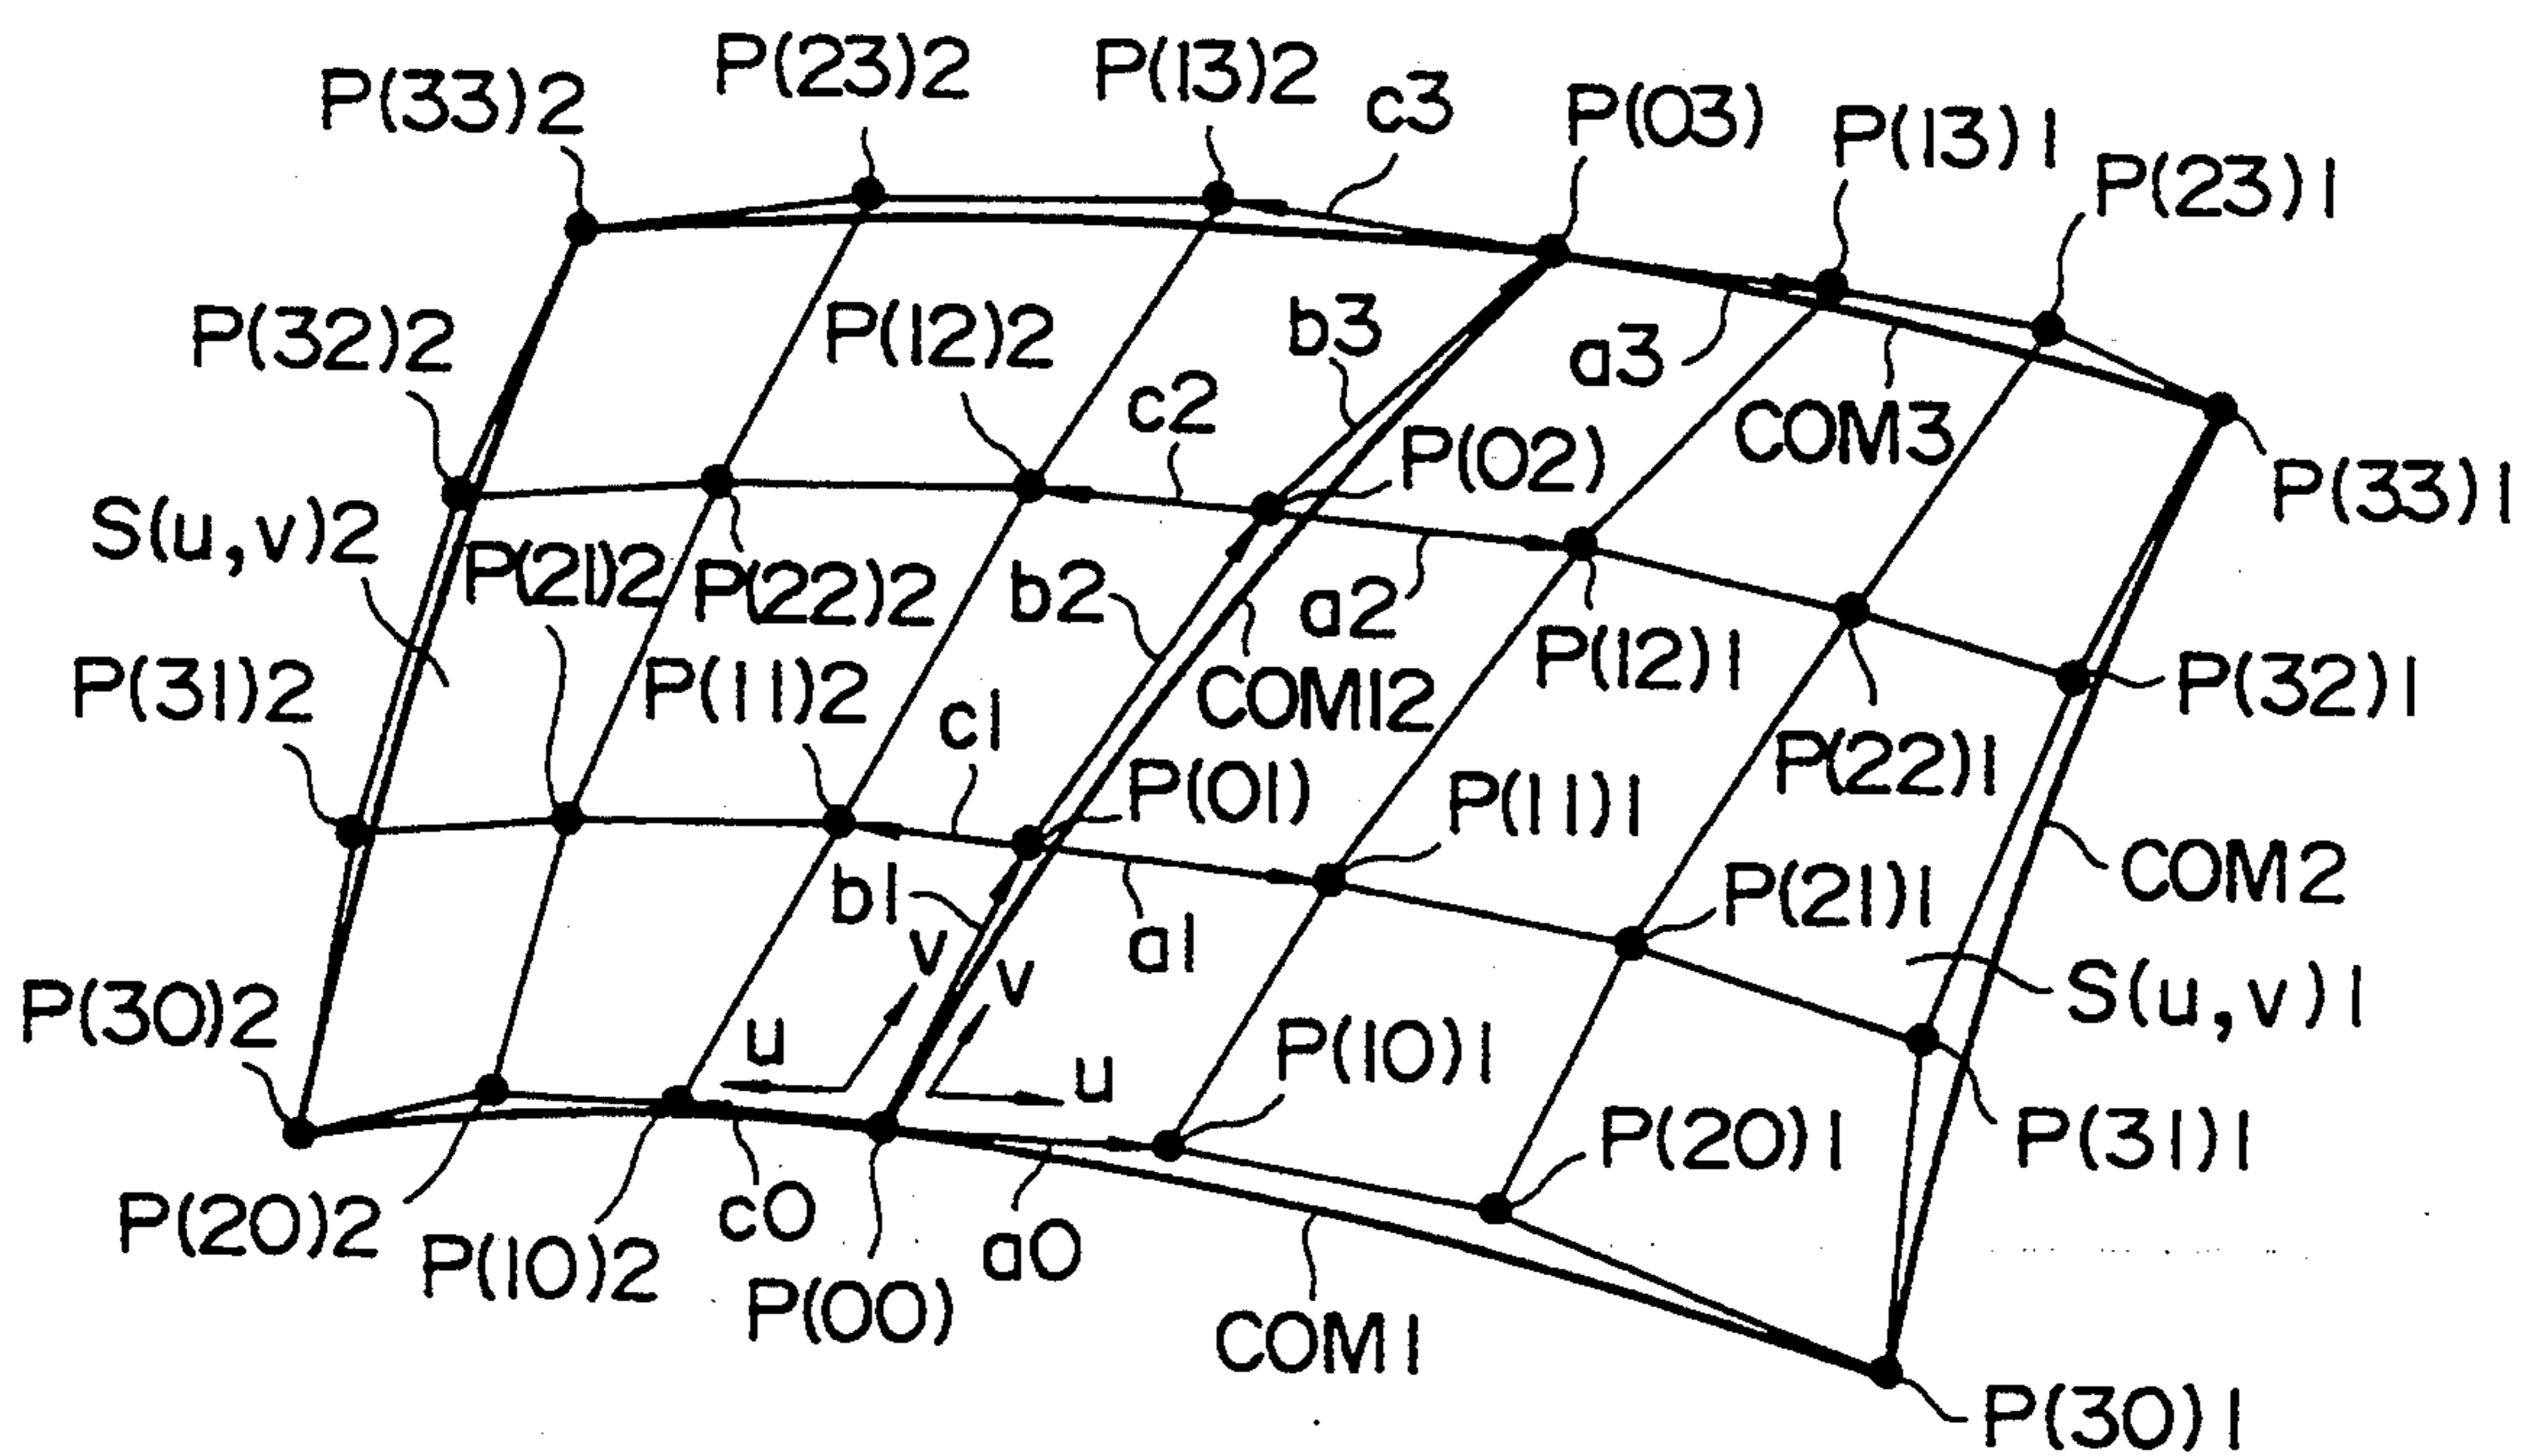 P(33)2
P(23)2
P(13)2
c3
P(03)
P(13)1
P(23)1
P(32)2
P(12)2
b3
a3
c2
COM3
P(02)
P(33)1
S(u,v)2
P(21)2
P(22)2
b2
a2
P(12)1
P(31)2
P(11)2
c1
COM12
P(32)1
P(22)1
P(01)
P(11)1
COM2
b1
v
a1
P(21)1
v
S(u,v)1
P(30)2
u
u
P(10)1
P(31)1
P(20)1
P(20)2
c0
P(10)2
a0
P(00)
COM1
P(30)1